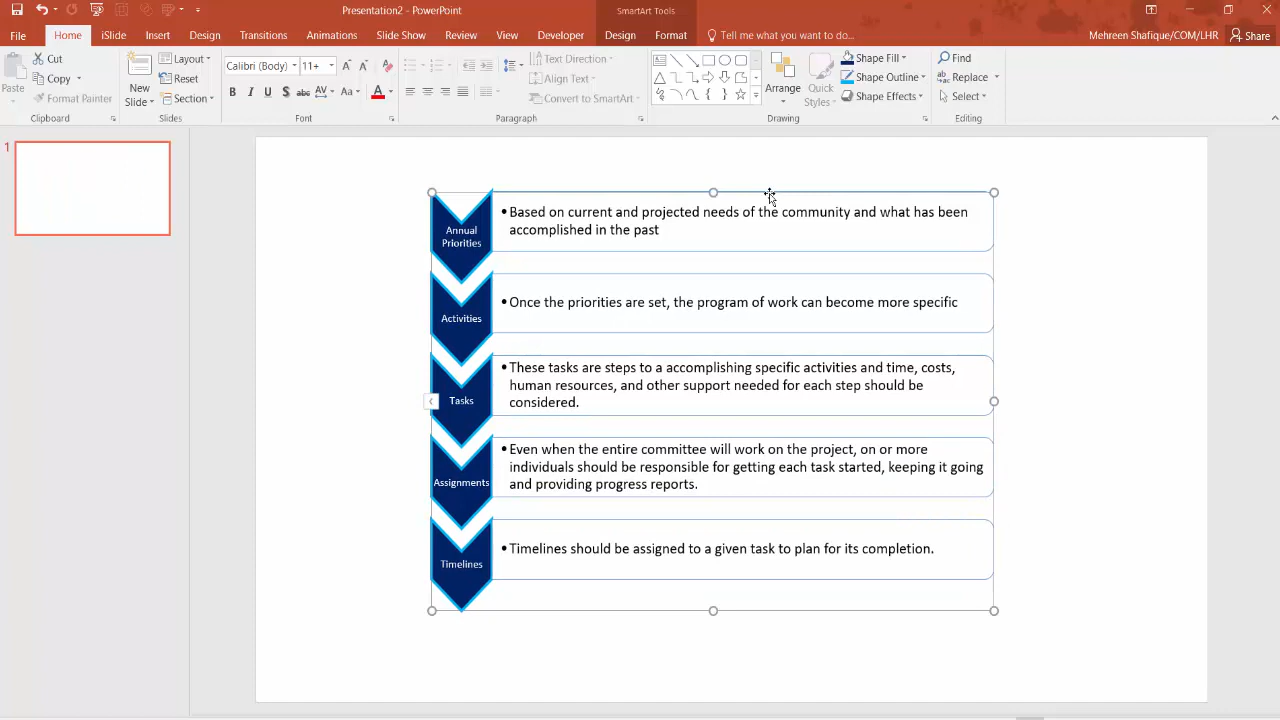 Presentation2 - PowerPoint
SmartArt Tools
File Home iSlide Insert Design Transitions Animations Slide Show Review View Developer Design Format Tell me what you want to do... Mehreen Shafique/COM/LHR Share
Paste
Cut
Copy
Format Painter
Clipboard
New
Slide
Layout
Reset
Section
Slides
Calibri (Body) 11+
B I U S abc AV Aa A
Font
Text Direction
Align Text
Convert to SmartArt
Paragraph
Arrange
Quick
Styles
Shape Fill
Shape Outline
Shape Effects
Drawing
Find
Replace
Select
Editing
1
Annual
Priorities
•Based on current and projected needs of the community and what has been
accomplished in the past
Activities
•Once the priorities are set, the program of work can become more specific
Tasks
•These tasks are steps to a accomplishing specific activities and time, costs,
human resources, and other support needed for each step should be
considered.
Assignments
•Even when the entire committee will work on the project, on or more
individuals should be responsible for getting each task started, keeping it going
and providing progress reports.
Timelines
•Timelines should be assigned to a given task to plan for its completion.